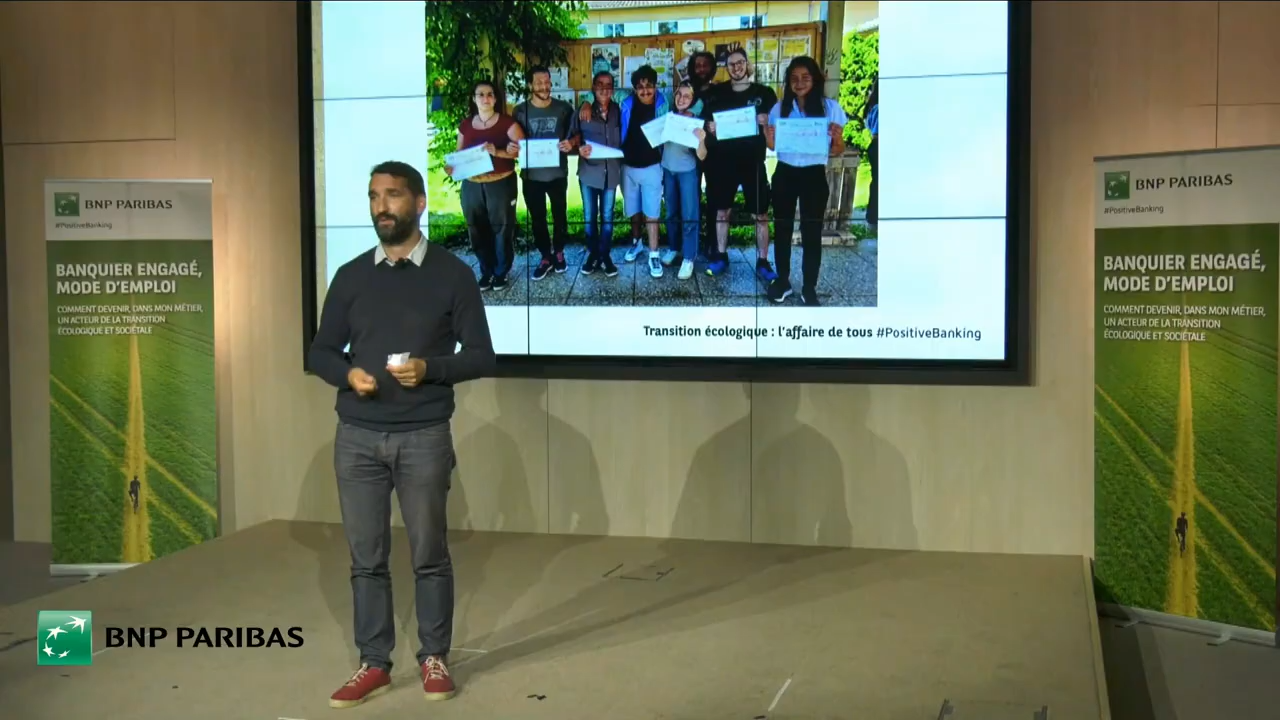 BNP PARIBAS
#PositiveBanking
BANQUIER ENGAGÉ,
MODE D'EMPLOI
COMMENT DEVENIR, DANS MON MÉTIER,
UN ACTEUR DE LA TRANSITION
ÉCOLOGIQUE ET SOCIÉTALE
Transition écologique : l'affaire de tous #PositiveBanking
BNP PARIBAS
#PositiveBanking
BANQUIER ENGAGÉ,
MODE D'EMPLOI
COMMENT DEVENIR, DANS MON MÉTIER,
UN ACTEUR DE LA TRANSITION
ÉCOLOGIQUE ET SOCIÉTALE
BNP PARIBAS